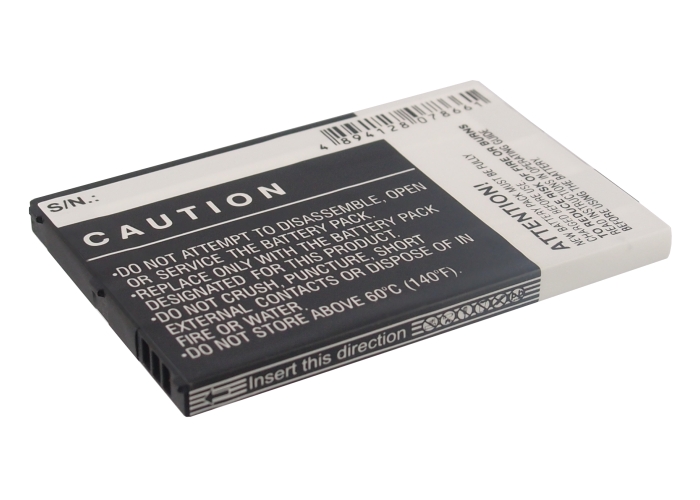 S/N.:
4 894128 078661
CAUTION
•DO NOT ATTEMPT TO DISASSEMBLE, OPEN
OR SERVICE THE BATTERY PACK.
•REPLACE ONLY WITH THE BATTERY PACK
DESIGNATED FOR THIS PRODUCT.
•DO NOT CRUSH, PUNCTURE, SHORT
EXTERNAL CONTACTS OR DISPOSE OF IN
FIRE OR WATER.
•DO NOT STORE ABOVE 60°C (140°F).
ATTENTION!
NEW BATTERY PACK MUST BE FULLY
CHARGED BEFORE USE.
TO REDUCE RISK OF FIRE OR BURNS
READ INSTRUCTIONS IN OPERATING GUIDE
BEFORE USING THE BATTERY.
Insert this direction